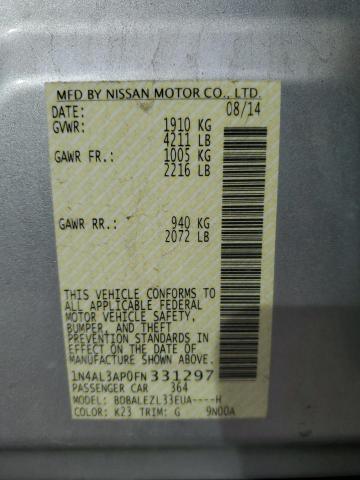 MFD BY NISSAN MOTOR CO., LTD.
DATE: 08/14
GVWR: 1910 KG
4211 LB
GAWR FR.: 1005 KG
2216 LB
GAWR RR.: 940 KG
2072 LB
THIS VEHICLE CONFORMS TO
ALL APPLICABLE FEDERAL
MOTOR VEHICLE SAFETY,
BUMPER, AND THEFT
PREVENTION STANDARDS
IN EFFECT ON THE DATE OF
MANUFACTURE SHOWN ABOVE.
1N4AL3AP0FN331297
PASSENGER CAR 364
MODEL: BDBALEZL33EUA----H
COLOR: K23 TRIM: G 9N00A